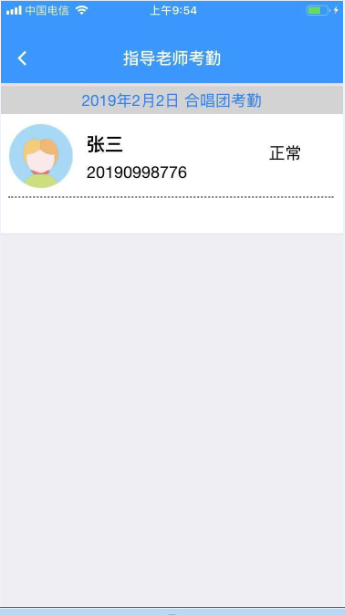 中国电信 上午9:54
指导老师考勤
2019年2月2日 合唱团考勤
张三
正常
20190998776